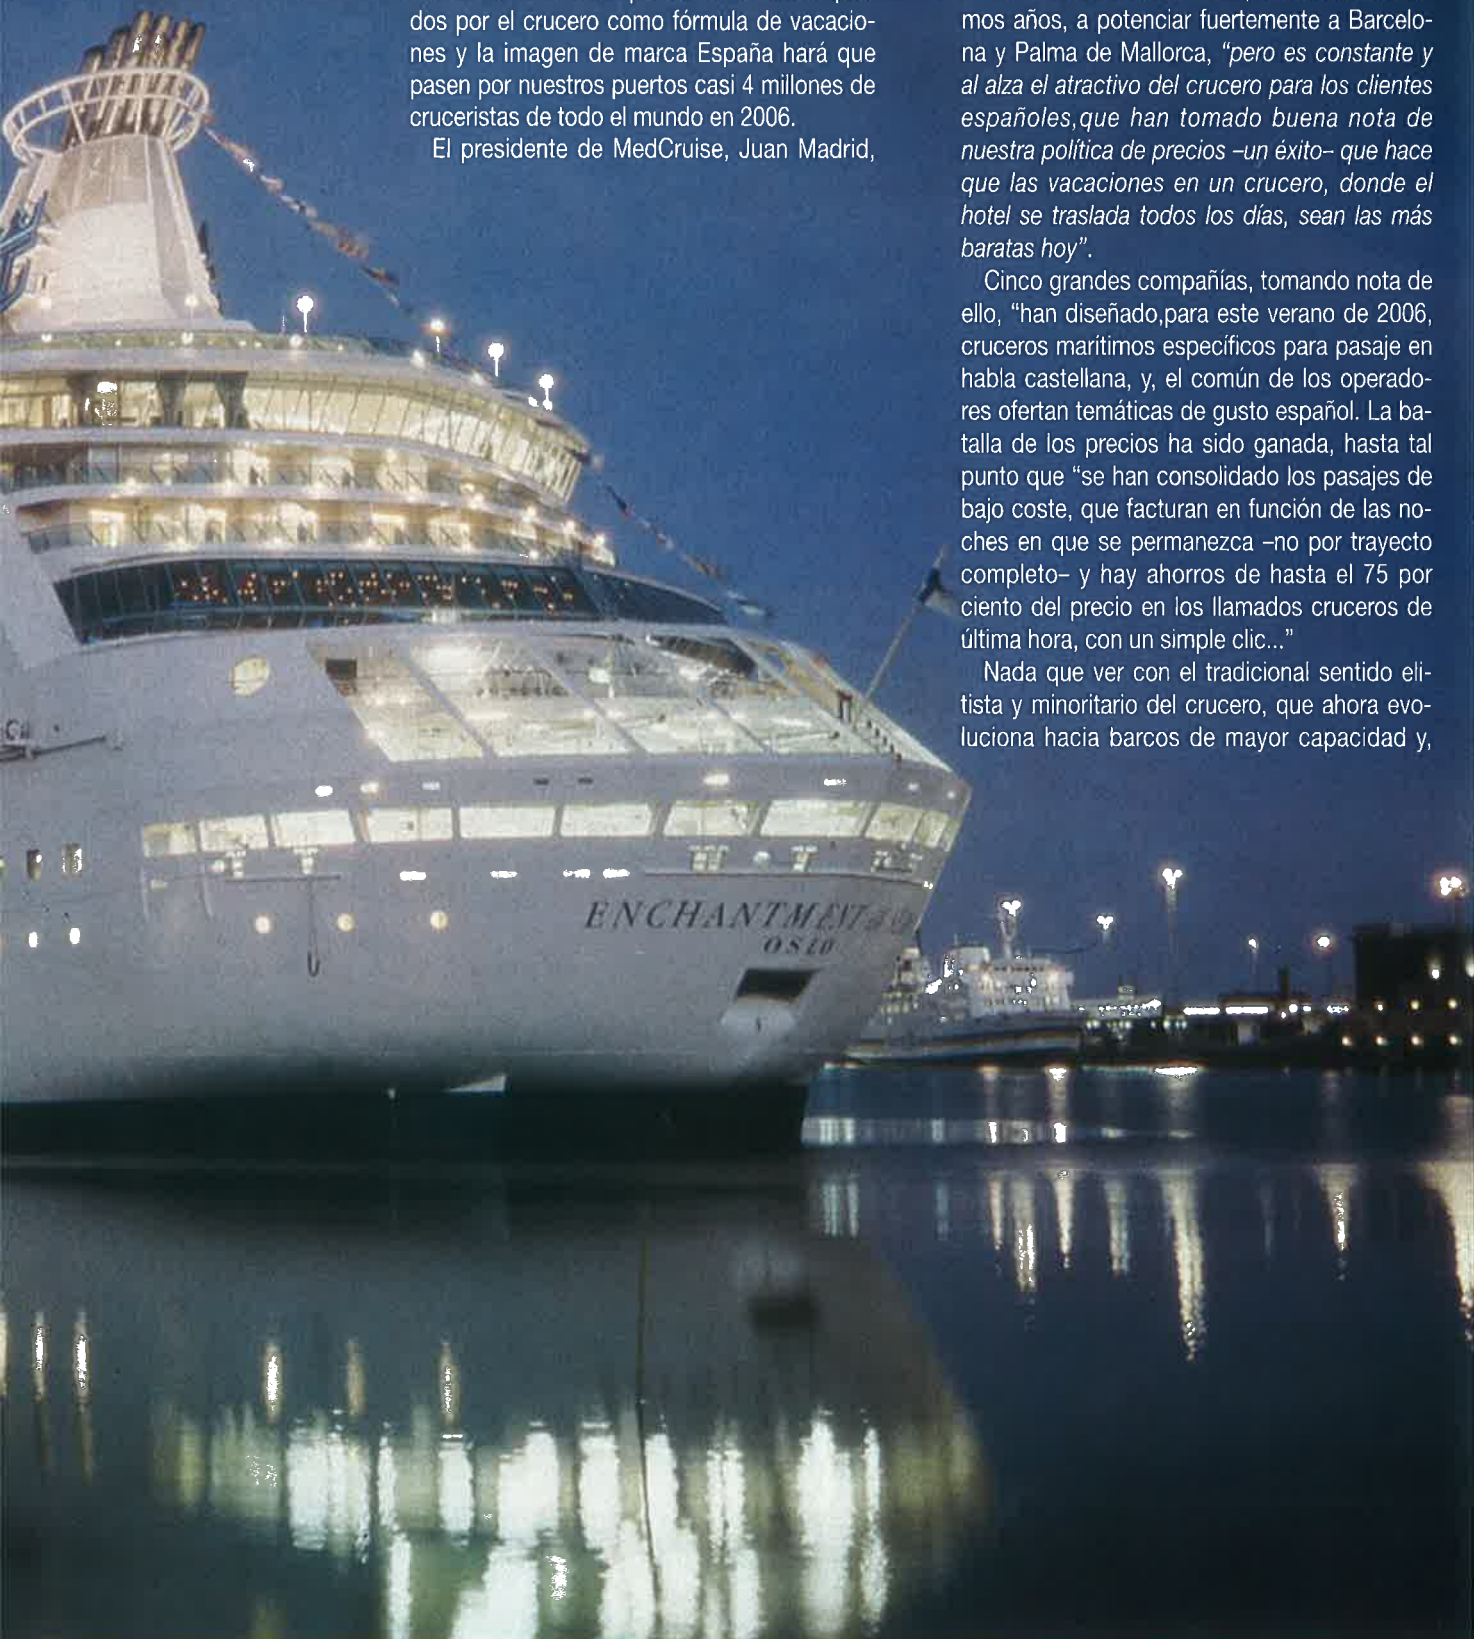 dos por el crucero como fórmula de vacacio-
nes y la imagen de marca España hará que
pasen por nuestros puertos casi 4 millones de
cruceristas de todo el mundo en 2006.
El presidente de MedCruise, Juan Madrid,
mos años, a potenciar fuertemente a Barcelo-
na y Palma de Mallorca, “pero es constante y
al alza el atractivo del crucero para los clientes
españoles,que han tomado buena nota de
nuestra política de precios –un éxito– que hace
que las vacaciones en un crucero, donde el
hotel se traslada todos los días, sean las más
baratas hoy”.
Cinco grandes compañías, tomando nota de
ello, “han diseñado,para este verano de 2006,
cruceros marítimos específicos para pasaje en
habla castellana, y, el común de los operado-
res ofertan temáticas de gusto español. La ba-
talla de los precios ha sido ganada, hasta tal
punto que “se han consolidado los pasajes de
bajo coste, que facturan en función de las no-
ches en que se permanezca –no por trayecto
completo– y hay ahorros de hasta el 75 por
ciento del precio en los llamados cruceros de
última hora, con un simple clic...”
Nada que ver con el tradicional sentido eli-
tista y minoritario del crucero, que ahora evo-
luciona hacia barcos de mayor capacidad y,
ENCHANTMENT
OSLO